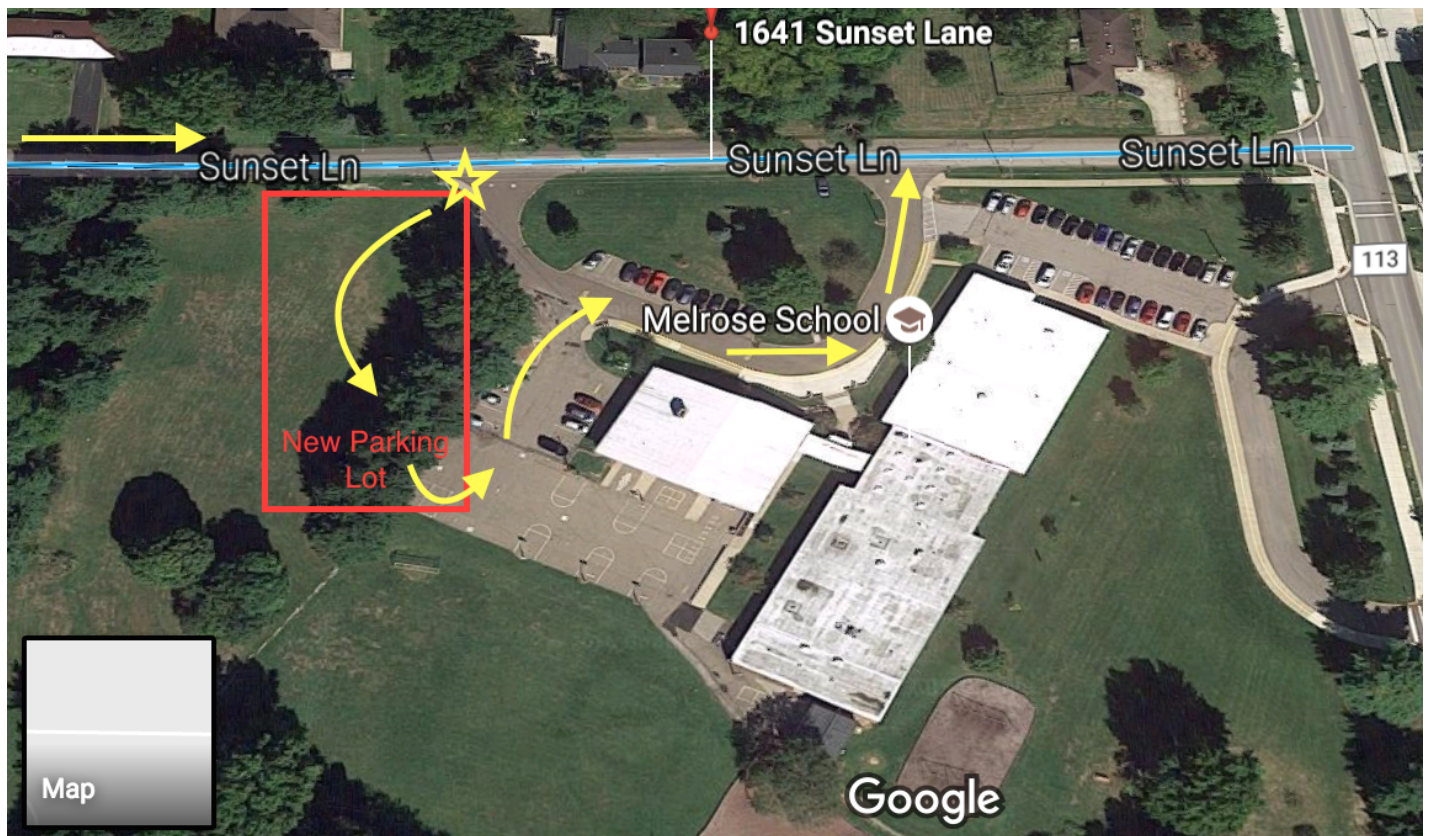 1641 Sunset Lane
Sunset Ln
Sunset Ln
Sunset Ln
113
Melrose School
New Parking
Lot
Map
Google